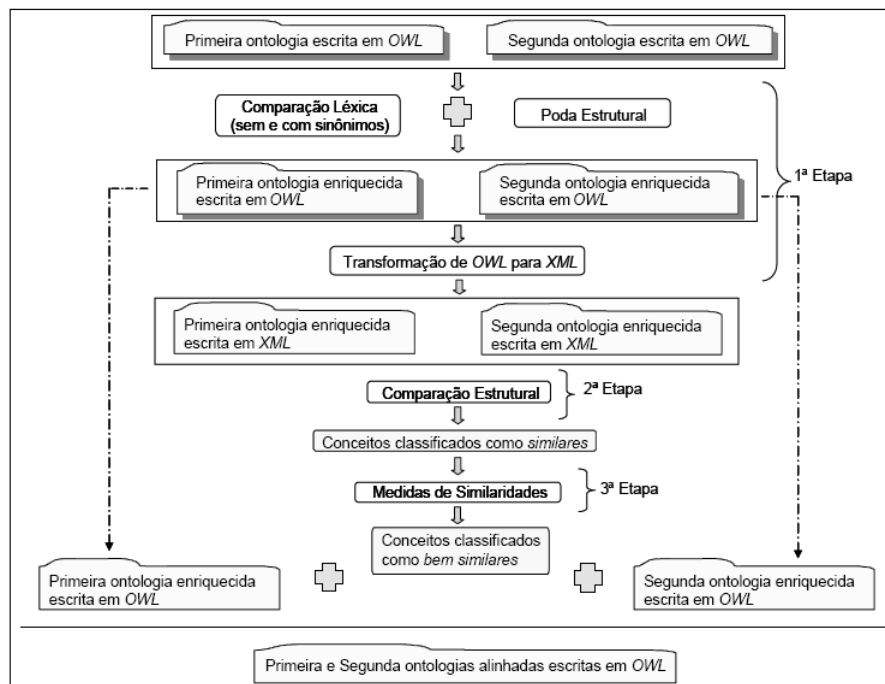 Primeira ontologia escrita em OWL
Segunda ontologia escrita em OWL
Comparação Léxica
(sem e com sinônimos)
Poda Estrutural
1ª Etapa
Primeira ontologia enriquecida
escrita em OWL
Segunda ontologia enriquecida
escrita em OWL
Transformação de OWL para XML
Primeira ontologia enriquecida
escrita em XML
Segunda ontologia enriquecida
escrita em XML
Comparação Estrutural
2ª Etapa
Conceitos classificados como similares
Medidas de Similaridades
3ª Etapa
Conceitos classificados
como bem similares
Primeira ontologia enriquecida
escrita em OWL
Segunda ontologia enriquecida
escrita em OWL
Primeira e Segunda ontologias alinhadas escritas em OWL